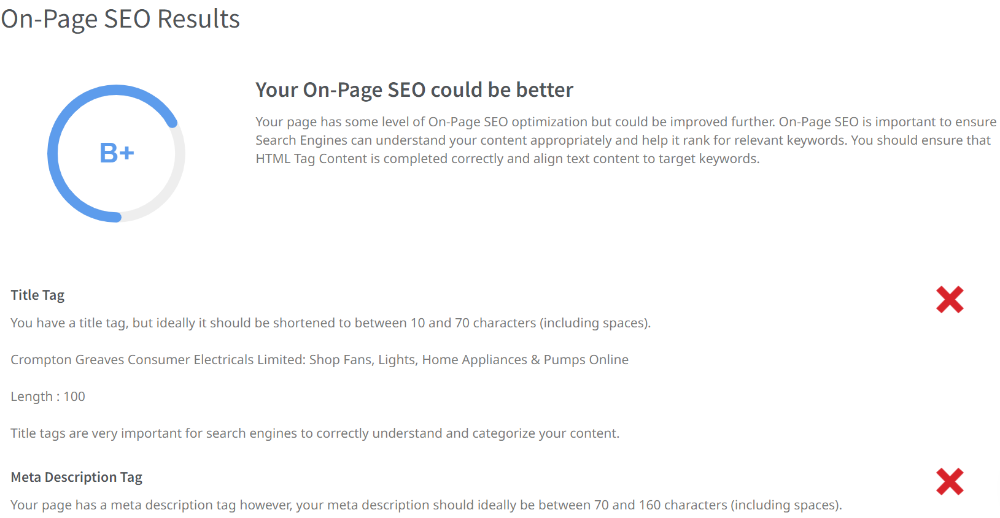 On-Page SEO Results
B+
Your On-Page SEO could be better
Your page has some level of On-Page SEO optimization but could be improved further. On-Page SEO is important to ensure
Search Engines can understand your content appropriately and help it rank for relevant keywords. You should ensure that
HTML Tag Content is completed correctly and align text content to target keywords.
Title Tag
You have a title tag, but ideally it should be shortened to between 10 and 70 characters (including spaces).
Crompton Greaves Consumer Electricals Limited: Shop Fans, Lights, Home Appliances & Pumps Online
Length : 100
Title tags are very important for search engines to correctly understand and categorize your content.
Meta Description Tag
Your page has a meta description tag however, your meta description should ideally be between 70 and 160 characters (including spaces).